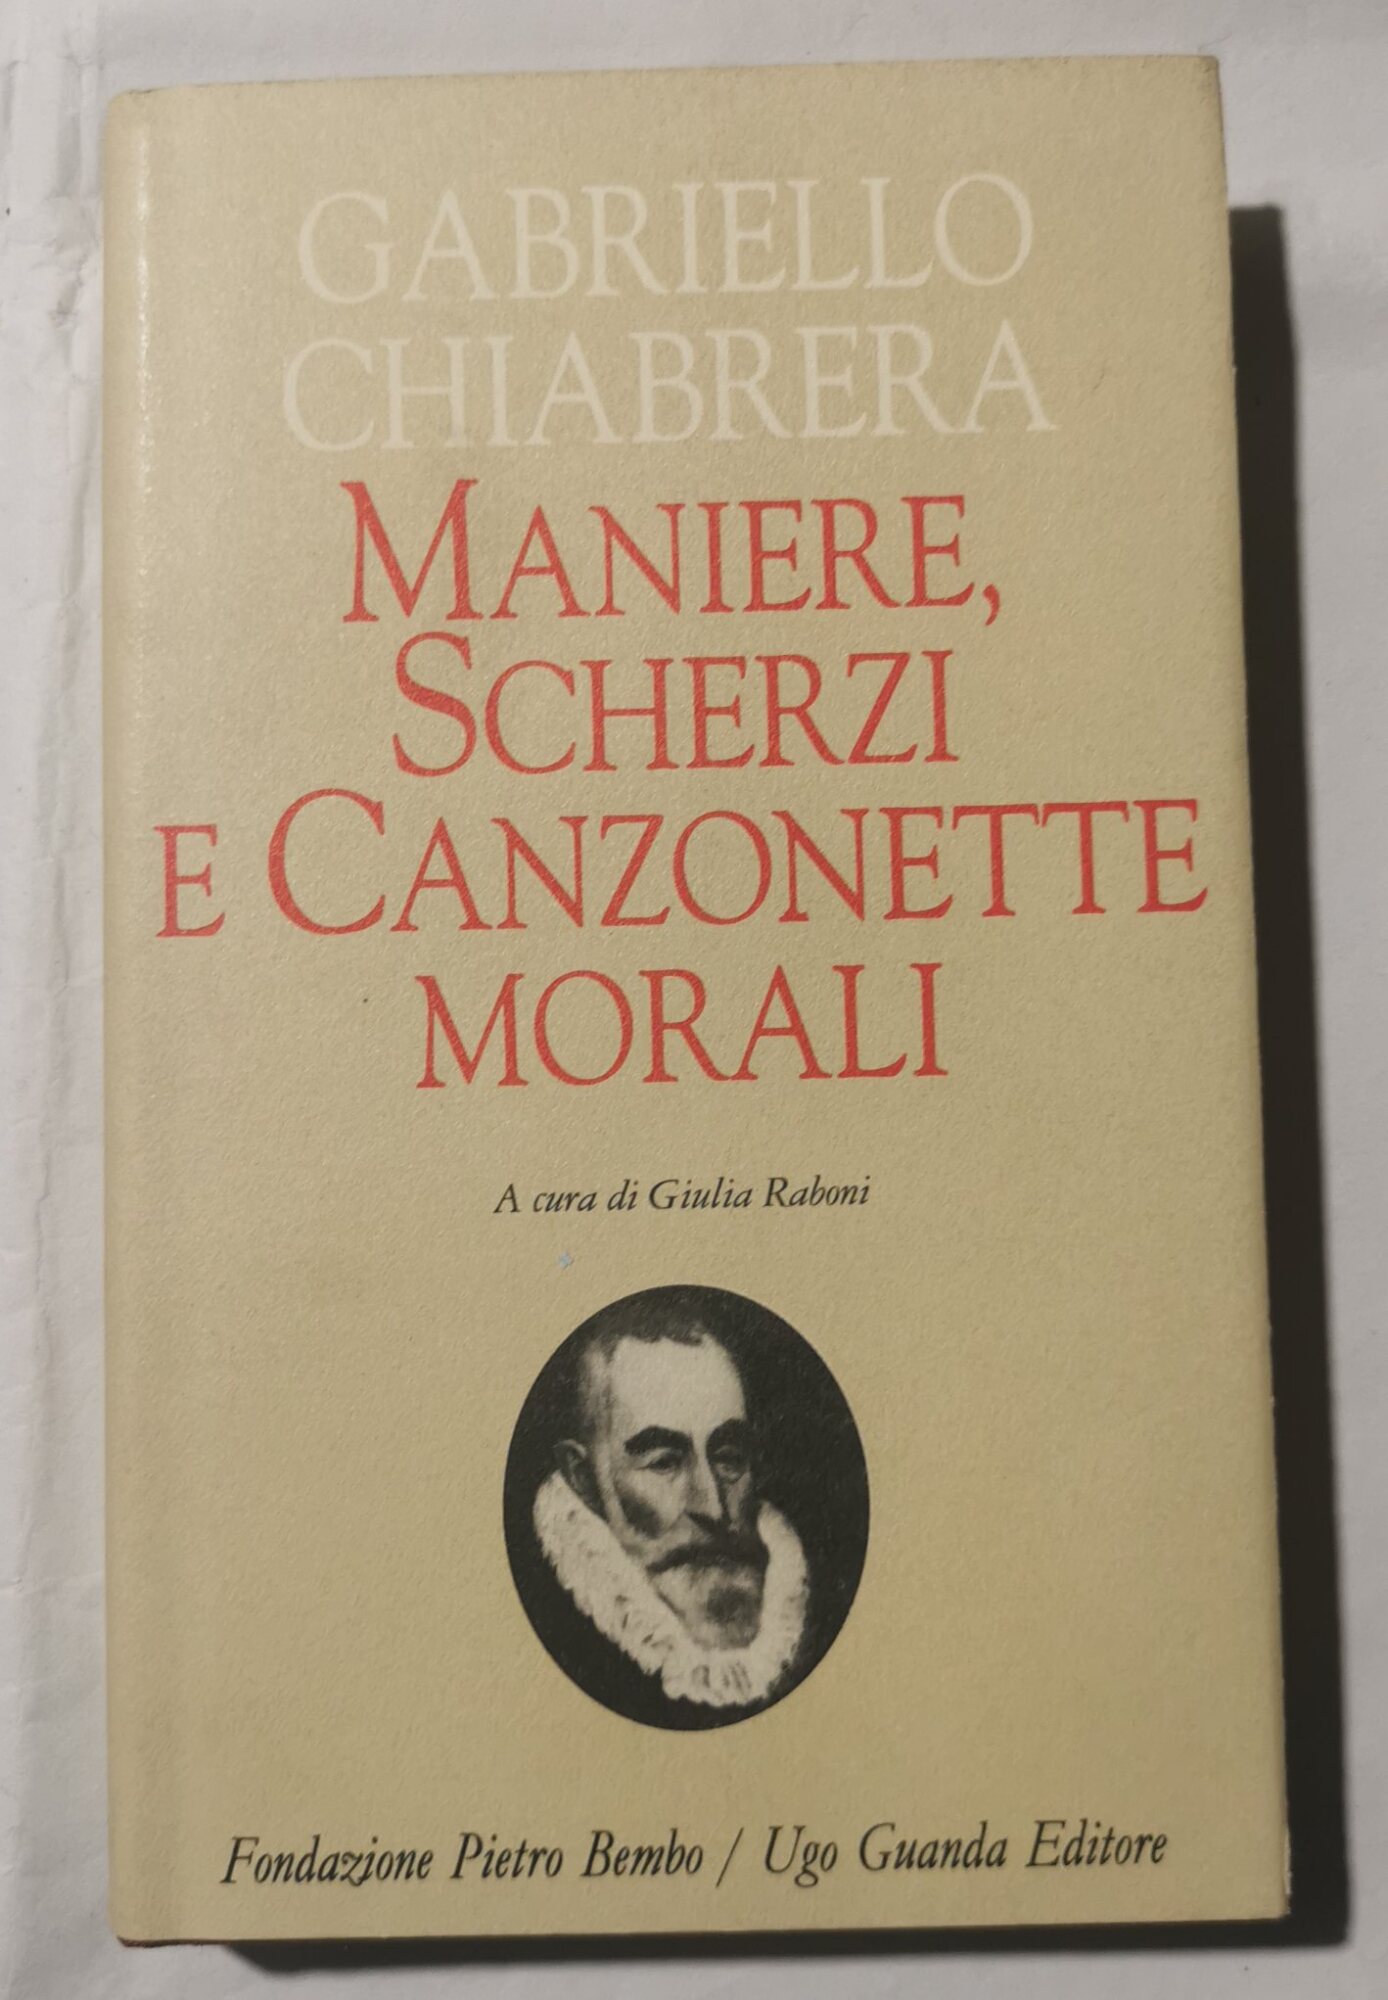 GABRIELLO
CHIABRERA
MANIERE,
SCHERZI
E CANZONETTE
MORALI
A cura di Giulia Raboni
Fondazione Pietro Bembo / Ugo Guanda Editore